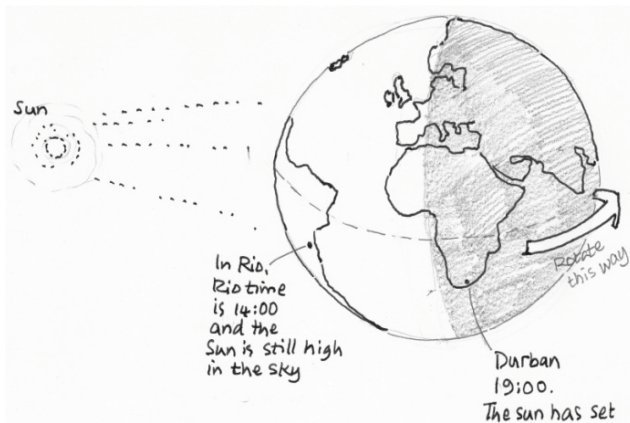 Sun
In Rio,
Rio time
is 14:00
and the
Sun is still high
in the sky
Rotate
this way
Durban
19:00.
The sun has set